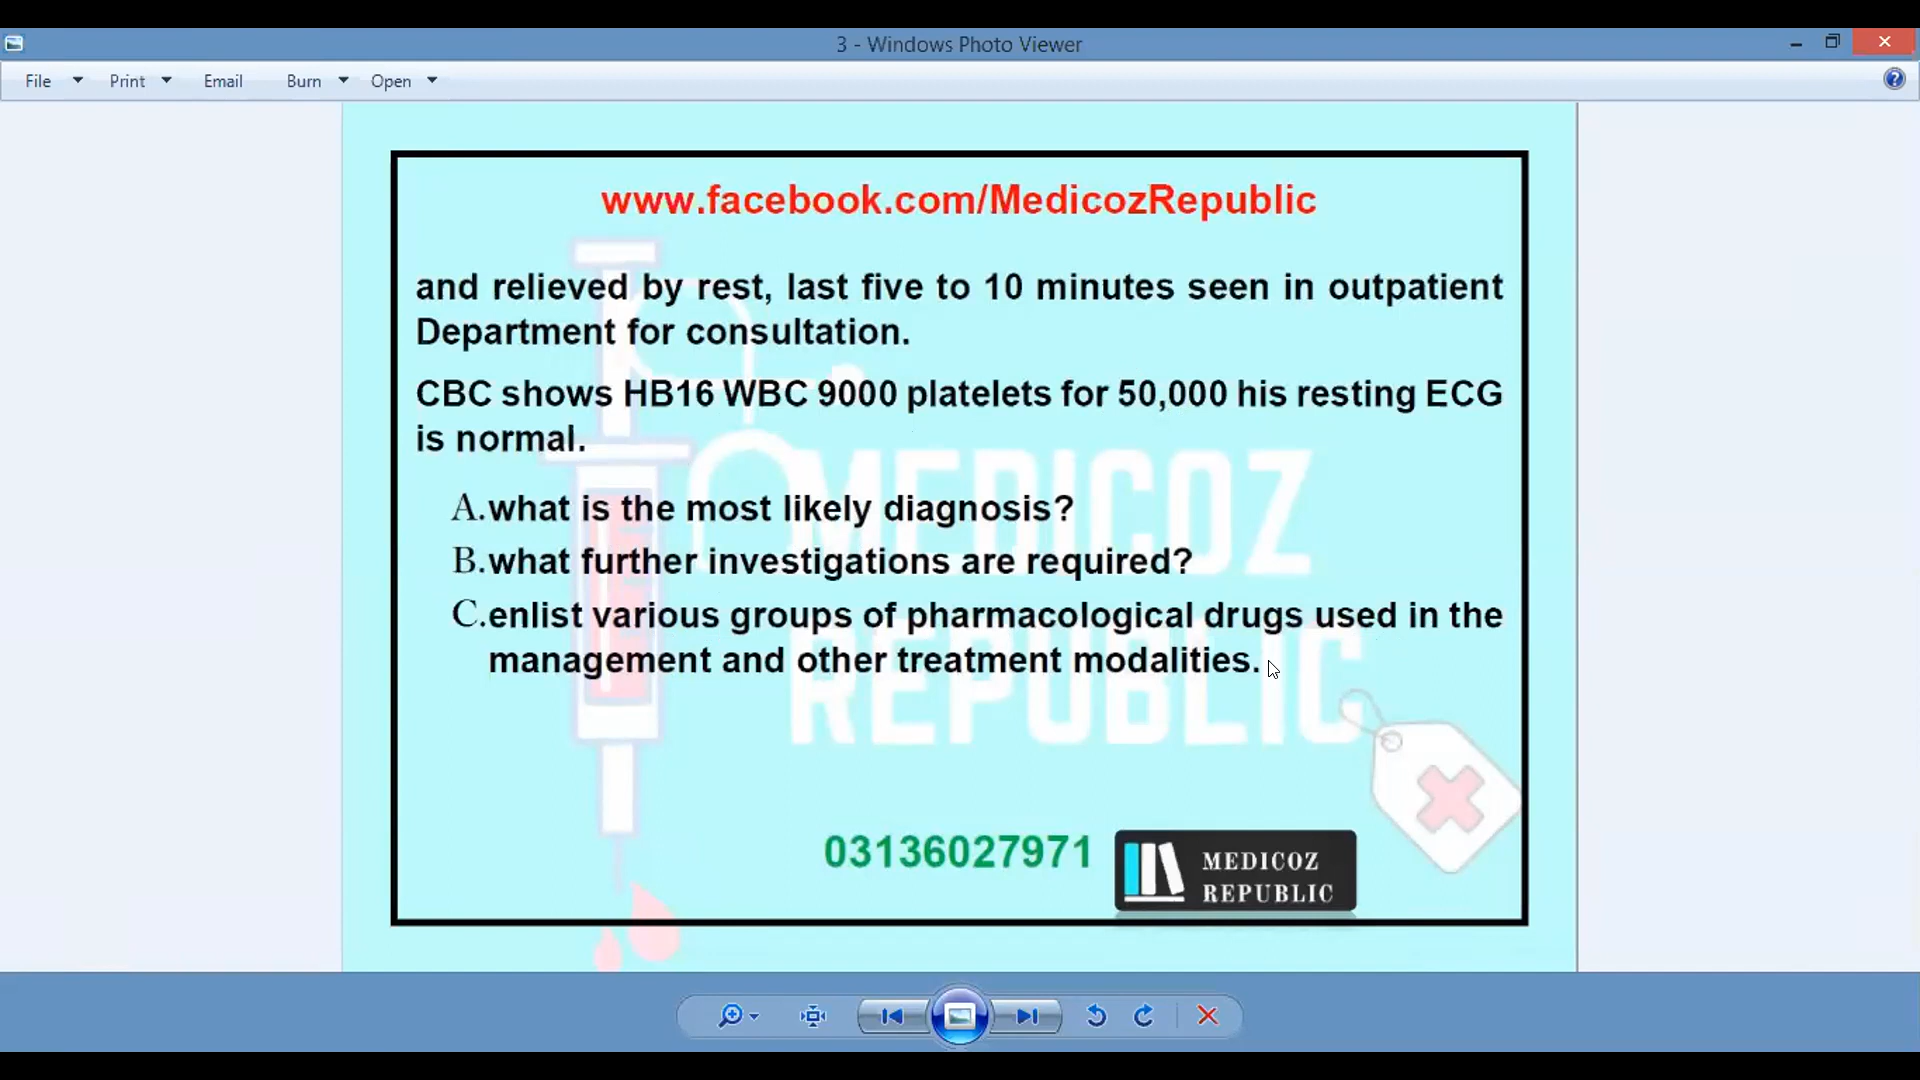 3 - Windows Photo Viewer
File Print Email Burn Open
www.facebook.com/MedicozRepublic
and relieved by rest, last five to 10 minutes seen in outpatient
Department for consultation.
CBC shows HB16 WBC 9000 platelets for 50,000 his resting ECG
is normal.
A.what is the most likely diagnosis?
B.what further investigations are required?
C.enlist various groups of pharmacological drugs used in the
management and other treatment modalities.
MEDICOZ
REPUBLIC
03136027971
MEDICOZ
REPUBLIC